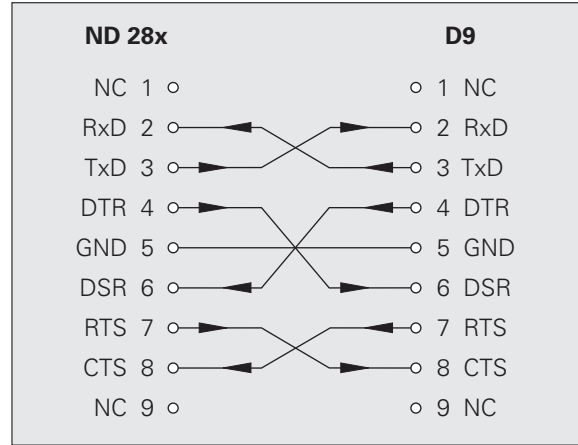 ND 28x D9
NC 1 1 NC
RxD 2 2 RxD
TxD 3 3 TxD
DTR 4 4 DTR
GND 5 5 GND
DSR 6 6 DSR
RTS 7 7 RTS
CTS 8 8 CTS
NC 9 9 NC